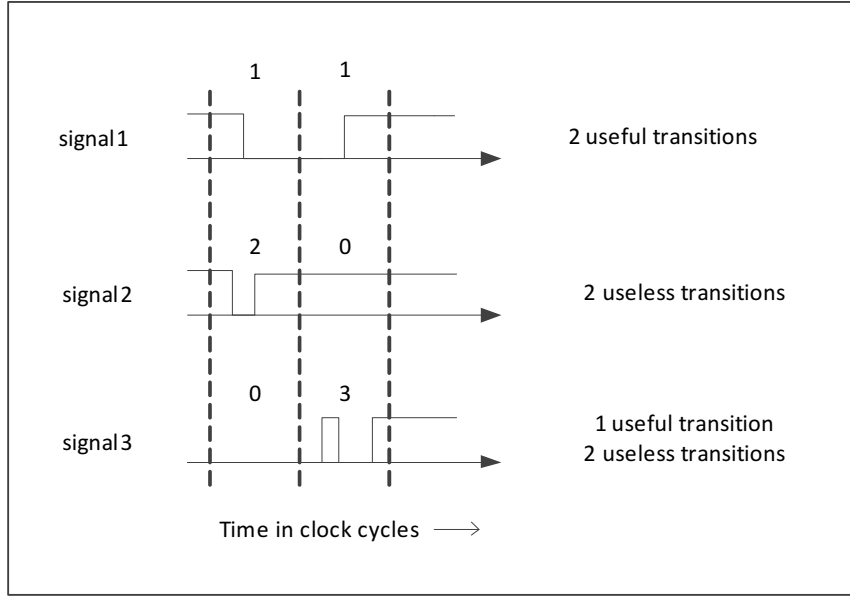 1 1
signal1
2 useful transitions
2 0
signal2
2 useless transitions
0 3
signal3
1 useful transition
2 useless transitions
Time in clock cycles